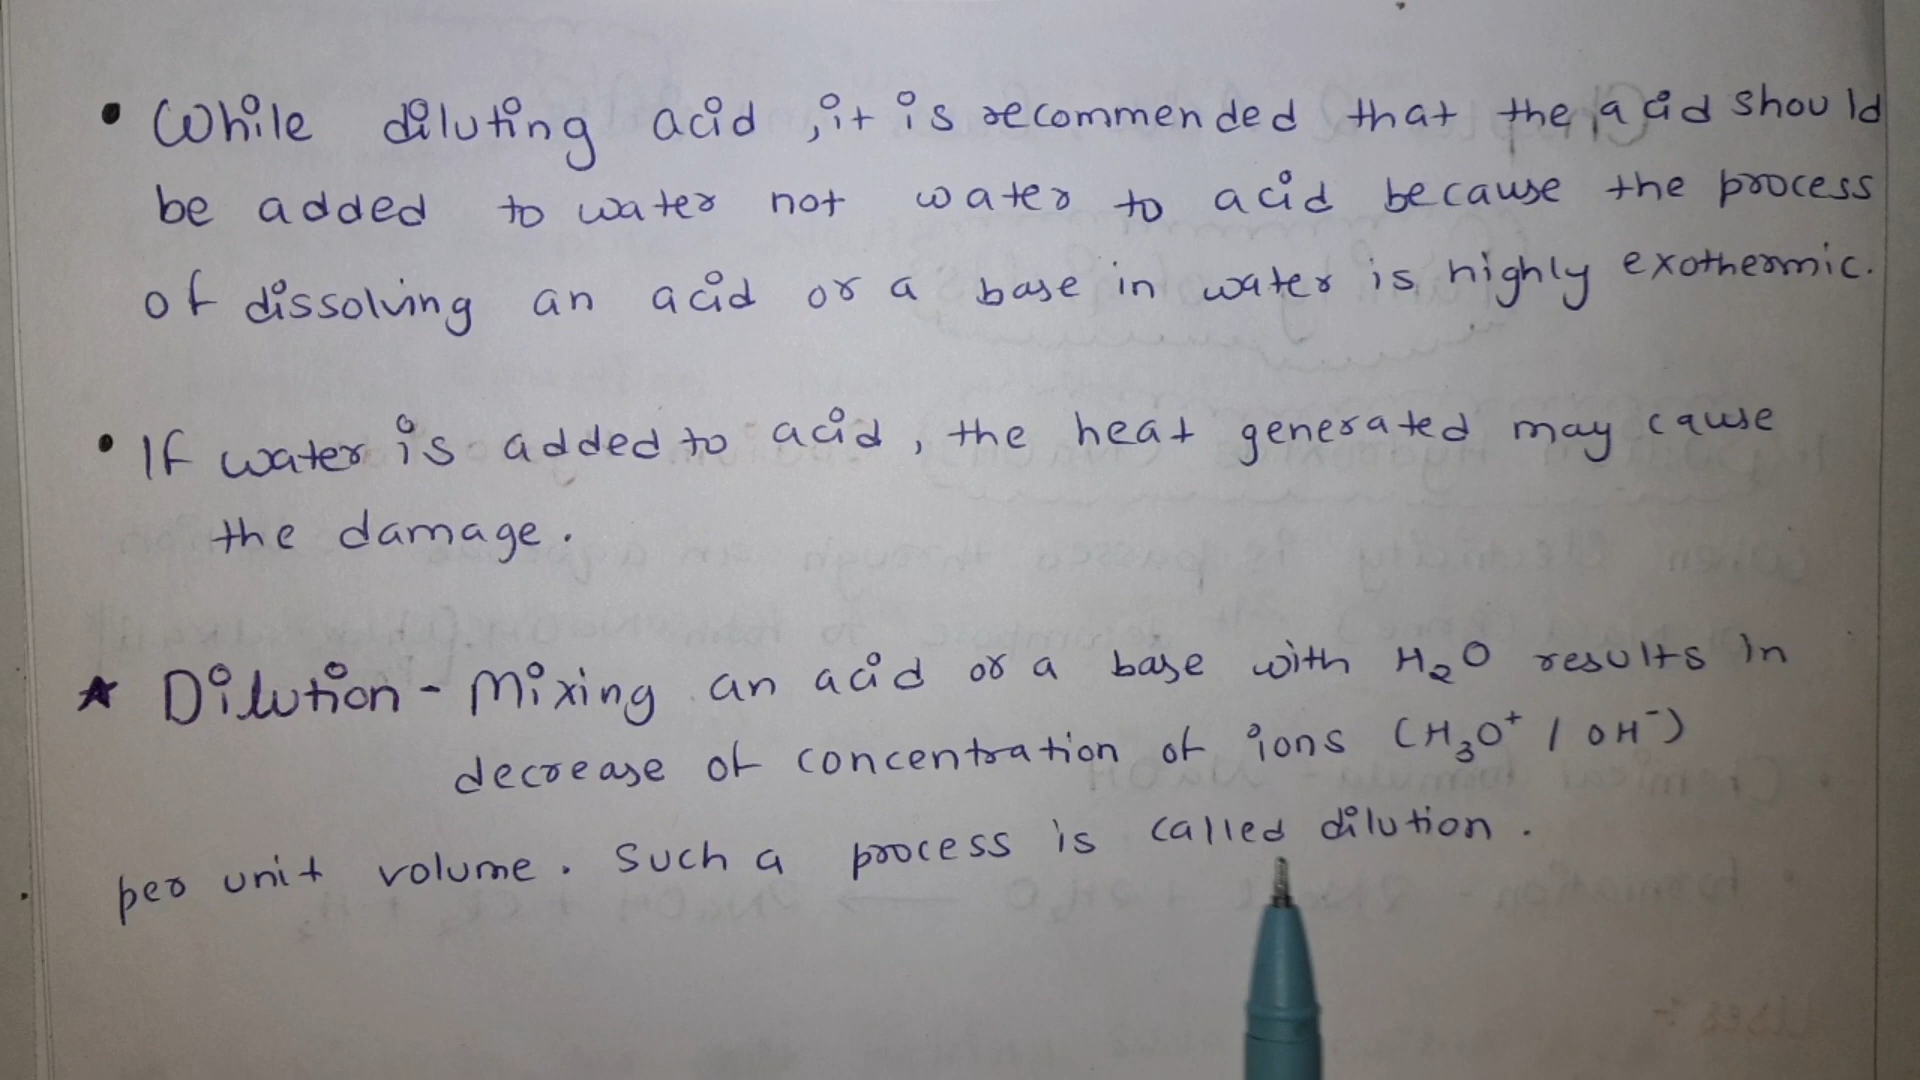 • While diluting acid, it is recommended that the acid should
be added to water not water to acid because the process
of dissolving an acid or a base in water is highly exothermic.
• If water is added to acid, the heat generated may cause
the damage.
★ Dilution - Mixing an acid or a base with H₂O results in
decrease of concentration of ions (H₃O⁺ / OH⁻)
per unit volume. Such a process is called dilution.